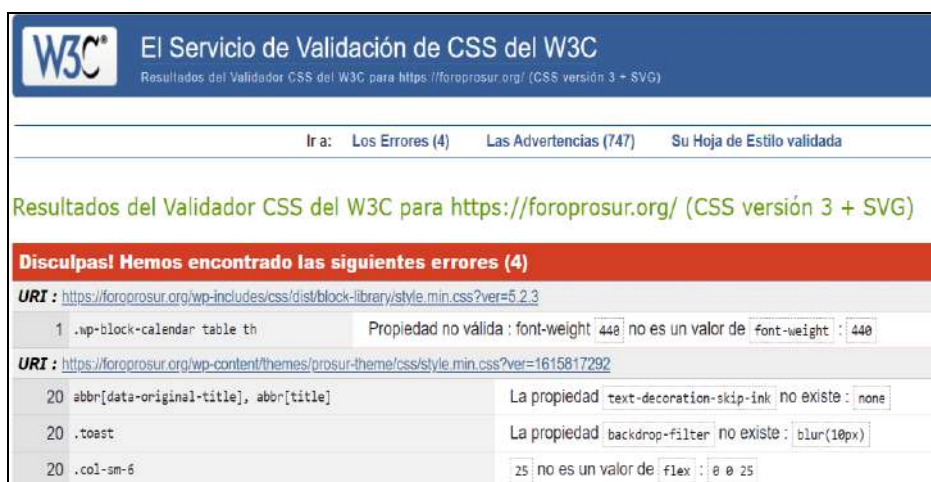 W3C®
El Servicio de Validación de CSS del W3C
Resultados del Validador CSS del W3C para https://foroprosur.org/ (CSS versión 3 + SVG)
Ir a: Los Errores (4) Las Advertencias (747) Su Hoja de Estilo validada
Resultados del Validador CSS del W3C para https://foroprosur.org/ (CSS versión 3 + SVG)
Disculpas! Hemos encontrado las siguientes errores (4)
URI : https://foroprosur.org/wp-includes/css/dist/block-library/style.min.css?ver=5.2.3
1 .wp-block-calendar table th Propiedad no válida : font-weight 440 no es un valor de font-weight : 440
URI : https://foroprosur.org/wp-content/themes/prosur-theme/css/style.min.css?ver=1615817292
20 abbr[data-original-title], abbr[title] La propiedad text-decoration-skip-ink no existe : none
20 .toast La propiedad backdrop-filter no existe : blur(10px)
20 .col-sm-6 25 no es un valor de flex : 0 0 25